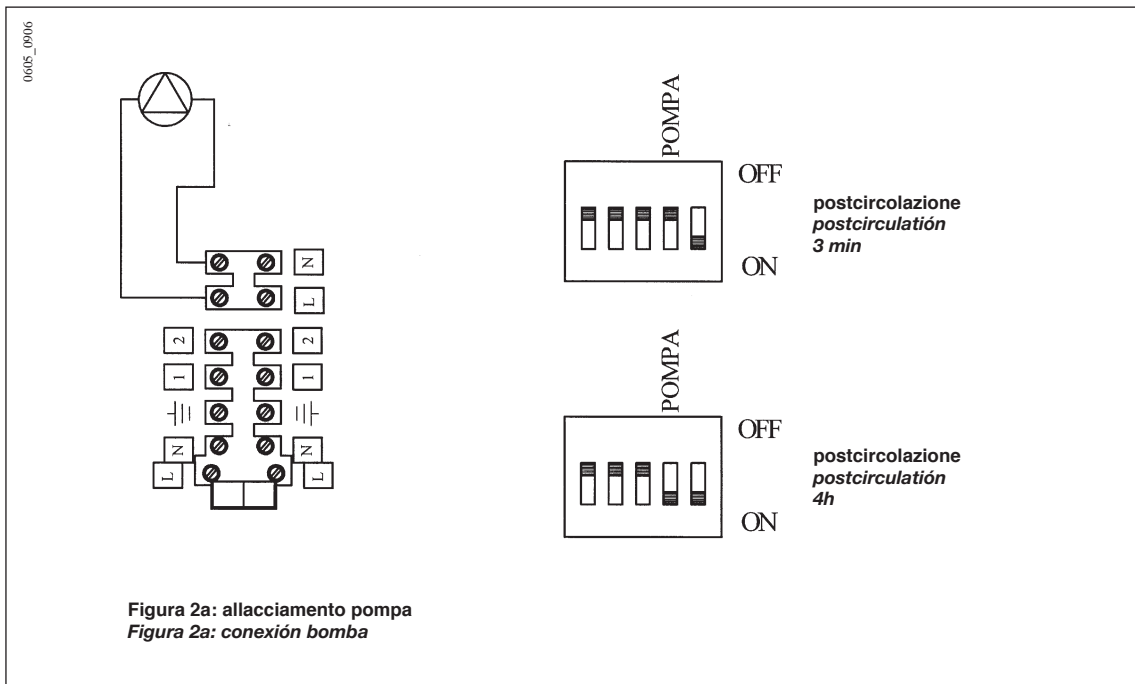 0605_0906
N
L
2 2
1 1
N N
L L
POMPA
OFF
ON
postcircolazione
postcirculatión
3 min
POMPA
OFF
ON
postcircolazione
postcirculatión
4h
Figura 2a: allacciamento pompa
Figura 2a: conexión bomba